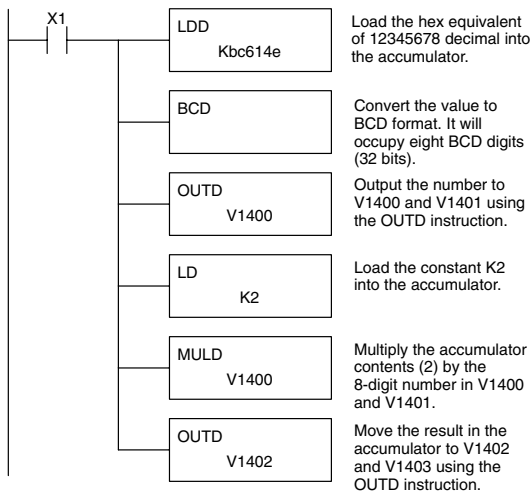 X1
LDD
Kbc614e
Load the hex equivalent
of 12345678 decimal into
the accumulator.
BCD
Convert the value to
BCD format. It will
occupy eight BCD digits
(32 bits).
OUTD
V1400
Output the number to
V1400 and V1401 using
the OUTD instruction.
LD
K2
Load the constant K2
into the accumulator.
MULD
V1400
Multiply the accumulator
contents (2) by the
8-digit number in V1400
and V1401.
OUTD
V1402
Move the result in the
accumulator to V1402
and V1403 using the
OUTD instruction.